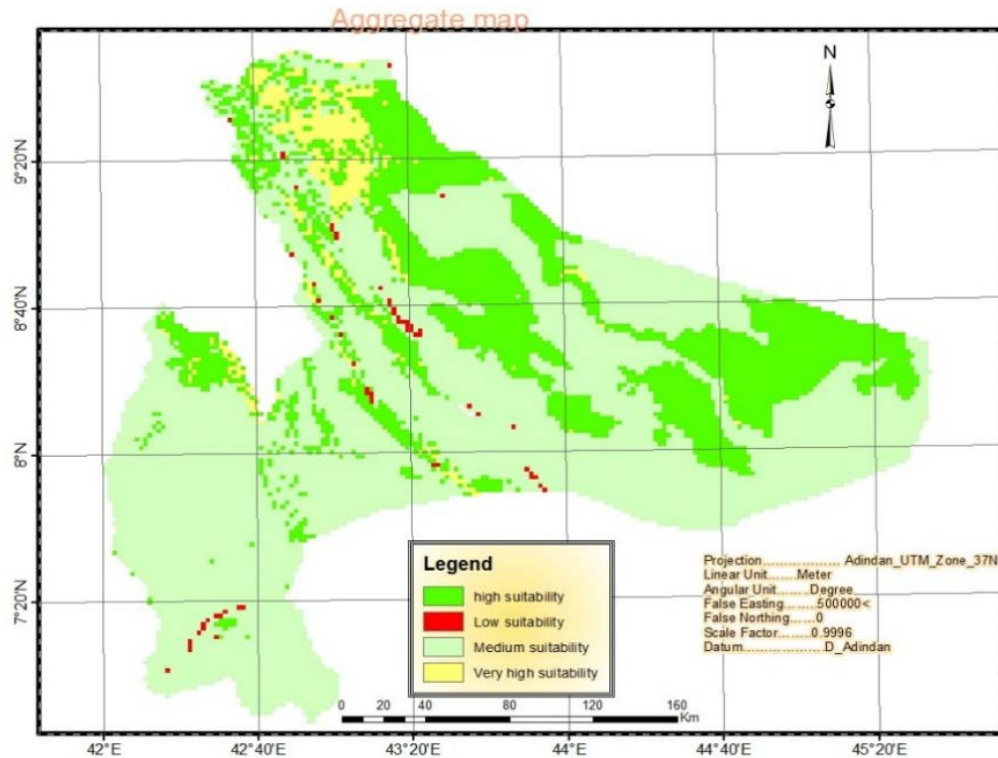 Aggregate map
N
9°20'N
8°40'N
8°N
7°20'N
Legend
high suitability
Low suitability
Medium suitability
Very high suitability
Projection.................... Adindan_UTM_Zone_37N
Linear Unit.......Meter
Angular Unit.......Degree
False Easting........500000<
False Northing......0
Scale Factor.......0.9996
Datum...................D_Adindan
0 20 40 80 120 160
Km
42°E 42°40'E 43°20'E 44°E 44°40'E 45°20'E